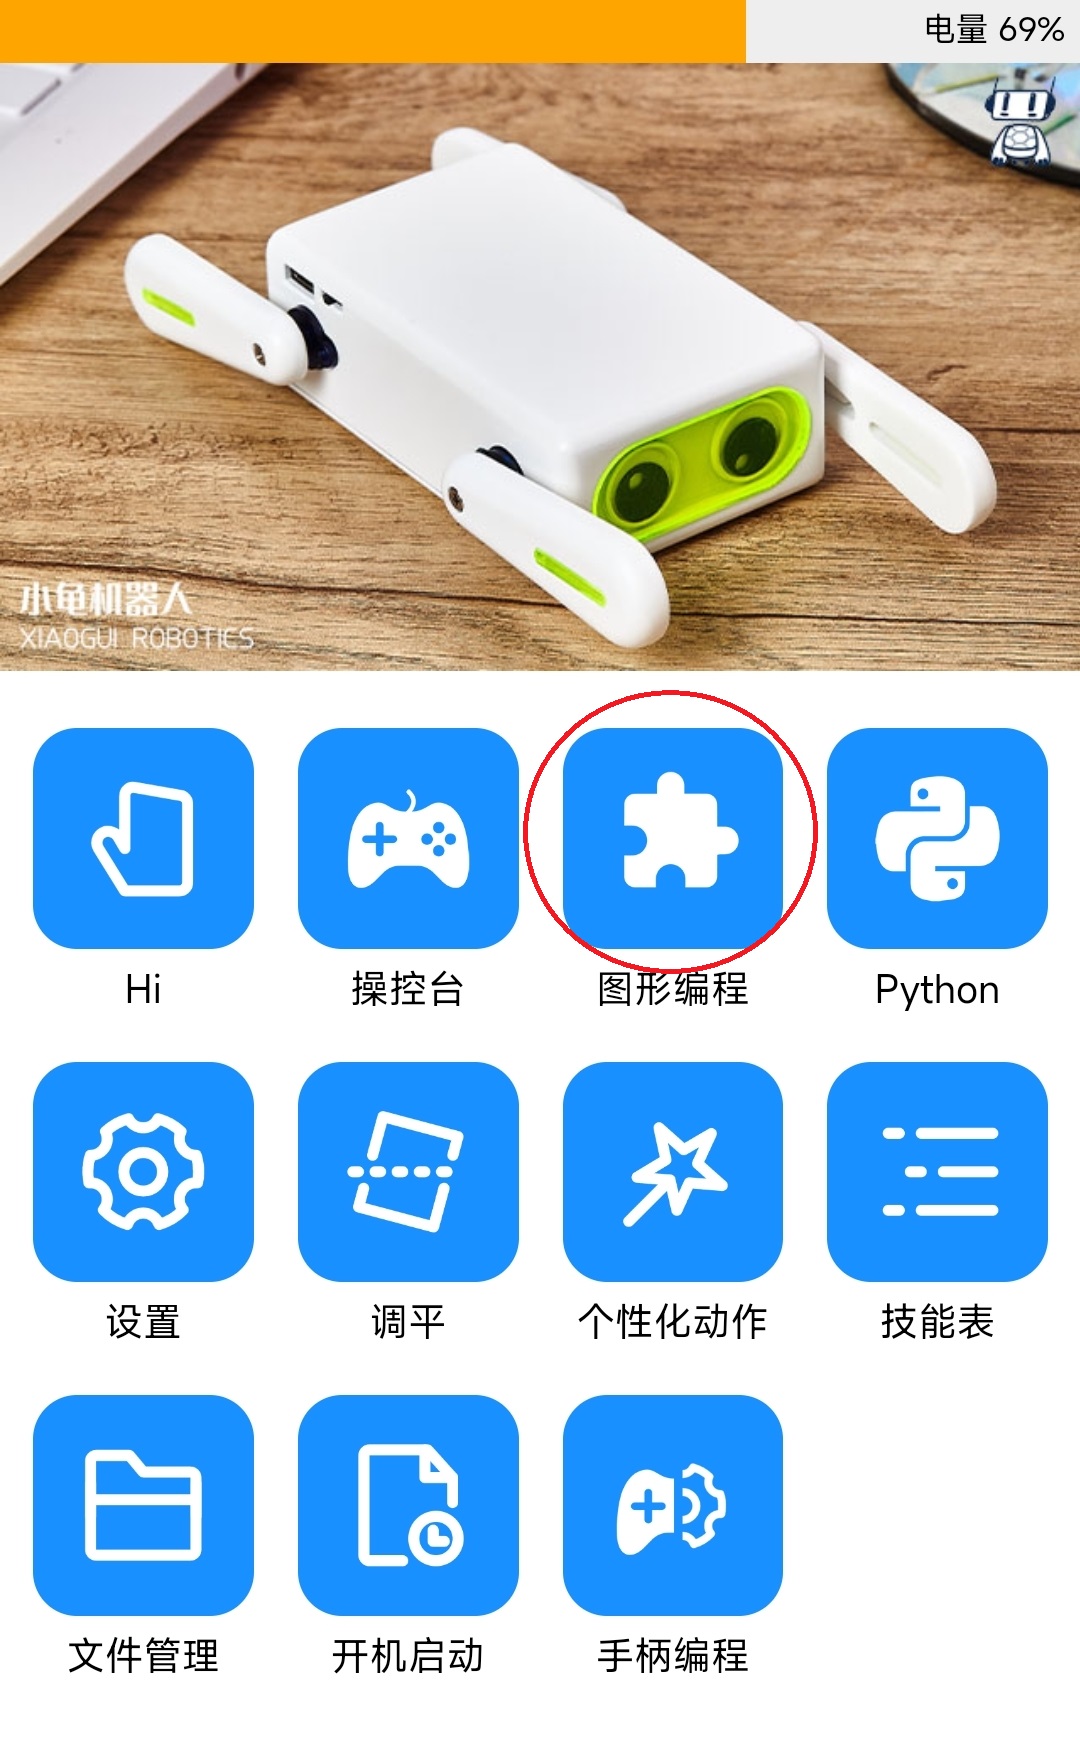 电量 69%
小龟机器人
XIAOGUI ROBOTICS
Hi
操控台
图形编程
Python
设置
调平
个性化动作
技能表
文件管理
开机启动
手柄编程